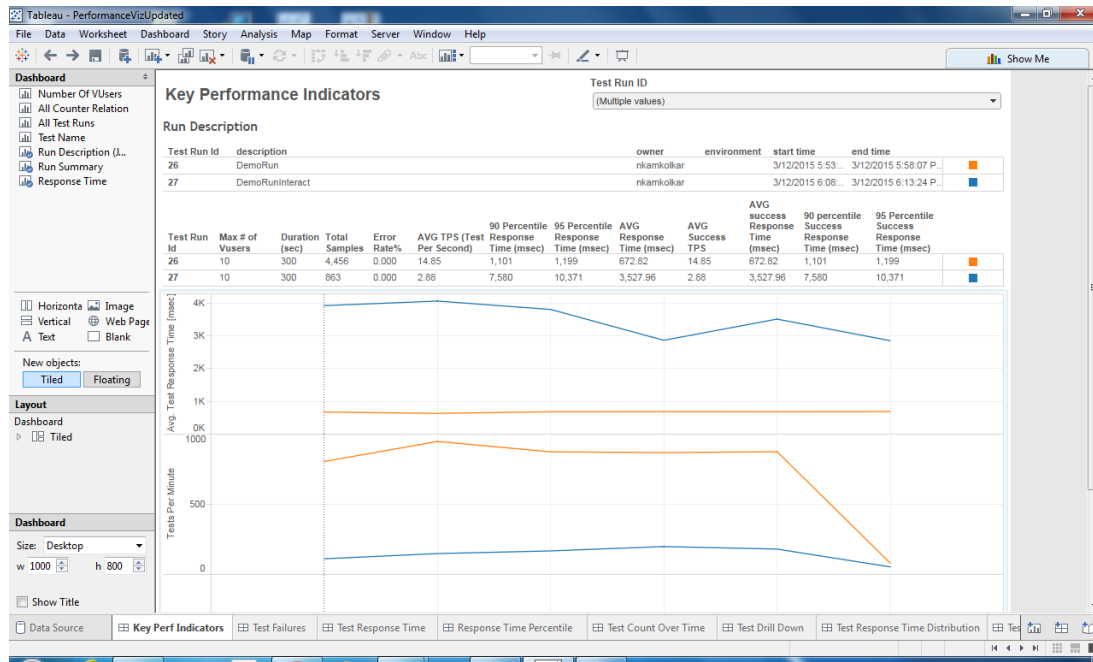 Tableau - PerformanceVizUpdated
File Data Worksheet Dashboard Story Analysis Map Format Server Window Help
Abc
Show Me
Dashboard
Number Of VUsers
All Counter Relation
All Test Runs
Test Name
Run Description (J...
Run Summary
Response Time
Horizonta Image
Vertical Web Page
A Text Blank
New objects:
Tiled Floating
Layout
Dashboard
Tiled
Dashboard
Size: Desktop
w 1000 h 800
Show Title
Key Performance Indicators
Test Run ID
(Multiple values)
Run Description
Test Run Id description owner environment start time end time
26 DemoRun nkamkolkar 3/12/2015 5:53:.. 3/12/2015 5:58:07 P..
27 DemoRunInteract nkamkolkar 3/12/2015 6:08:.. 3/12/2015 6:13:24 P..
Test Run Id Max # of Vusers Duration (sec) Total Samples Error Rate% AVG TPS (Test Per Second) 90 Percentile Response Time (msec) 95 Percentile Response Time (msec) AVG Response Time (msec) AVG Success TPS AVG success Response Time (msec) 90 percentile Success Response Time (msec) 95 Percentile Success Response Time (msec)
26 10 300 4,456 0.000 14.85 1,101 1,199 672.82 14.85 672.82 1,101 1,199
27 10 300 863 0.000 2.88 7,580 10,371 3,527.96 2.88 3,527.96 7,580 10,371
Avg. Test Response Time [msec]
4K
3K
2K
1K
0K
Tests Per Minute
1000
500
0
Data Source Key Perf Indicators Test Failures Test Response Time Response Time Percentile Test Count Over Time Test Drill Down Test Response Time Distribution Tes